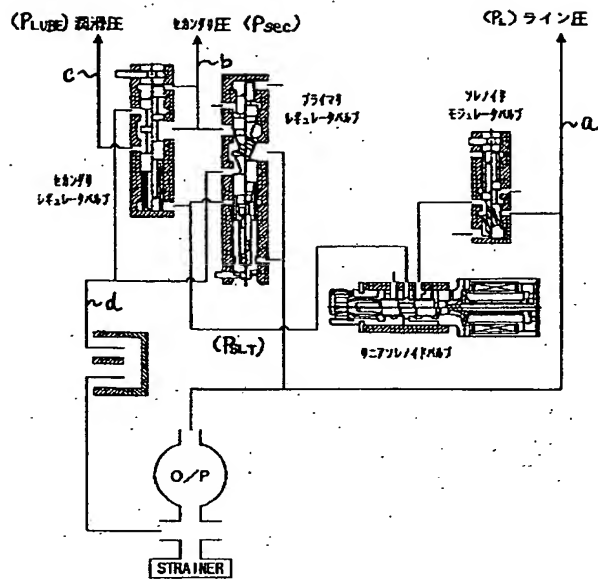 (PLUBE) 潤滑圧
セカンダリ圧 (Psec)
(PL) ライン圧
c
b
a
プライマリ
レギュレータバルブ
ソレノイド
モジュレータバルブ
セカンダリ
レギュレータバルブ
d
(PSLT)
リニアソレノイドバルブ
O/P
STRAINER